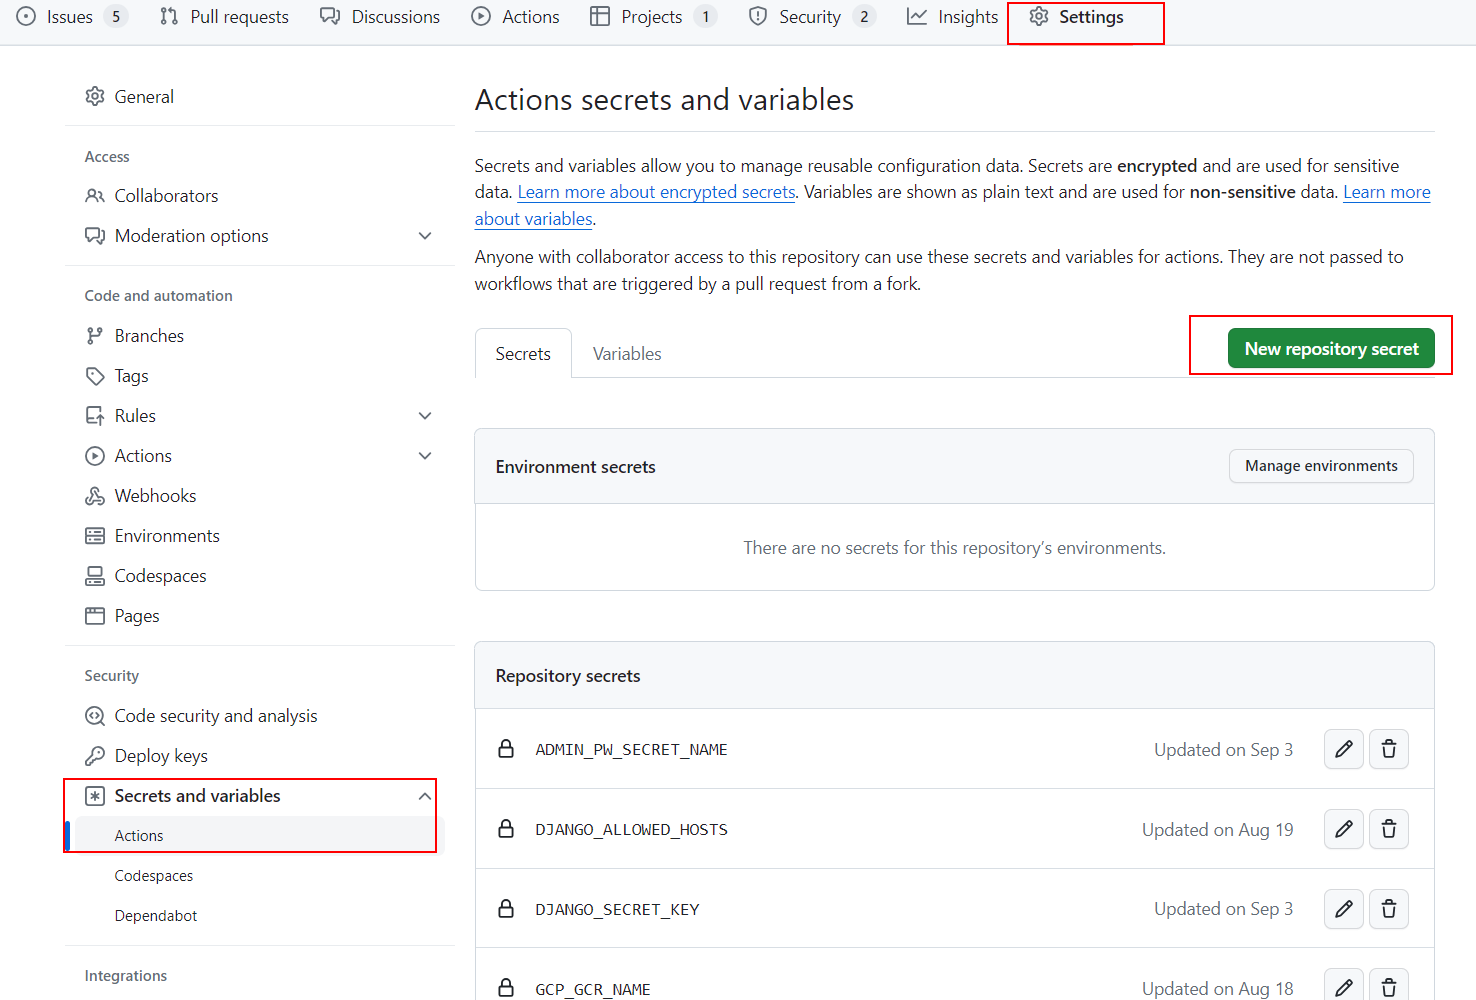 Issues 5 Pull requests Discussions Actions Projects 1 Security 2 Insights Settings
General
Access
Collaborators
Moderation options
Code and automation
Branches
Tags
Rules
Actions
Webhooks
Environments
Codespaces
Pages
Security
Code security and analysis
Deploy keys
Secrets and variables
Actions
Codespaces
Dependabot
Integrations
Actions secrets and variables
Secrets and variables allow you to manage reusable configuration data. Secrets are encrypted and are used for sensitive
data. Learn more about encrypted secrets. Variables are shown as plain text and are used for non-sensitive data. Learn more
about variables.
Anyone with collaborator access to this repository can use these secrets and variables for actions. They are not passed to
workflows that are triggered by a pull request from a fork.
Secrets Variables New repository secret
Environment secrets Manage environments
There are no secrets for this repository’s environments.
Repository secrets
ADMIN_PW_SECRET_NAME Updated on Sep 3
DJANGO_ALLOWED_HOSTS Updated on Aug 19
DJANGO_SECRET_KEY Updated on Sep 3
GCP_GCR_NAME Updated on Aug 18